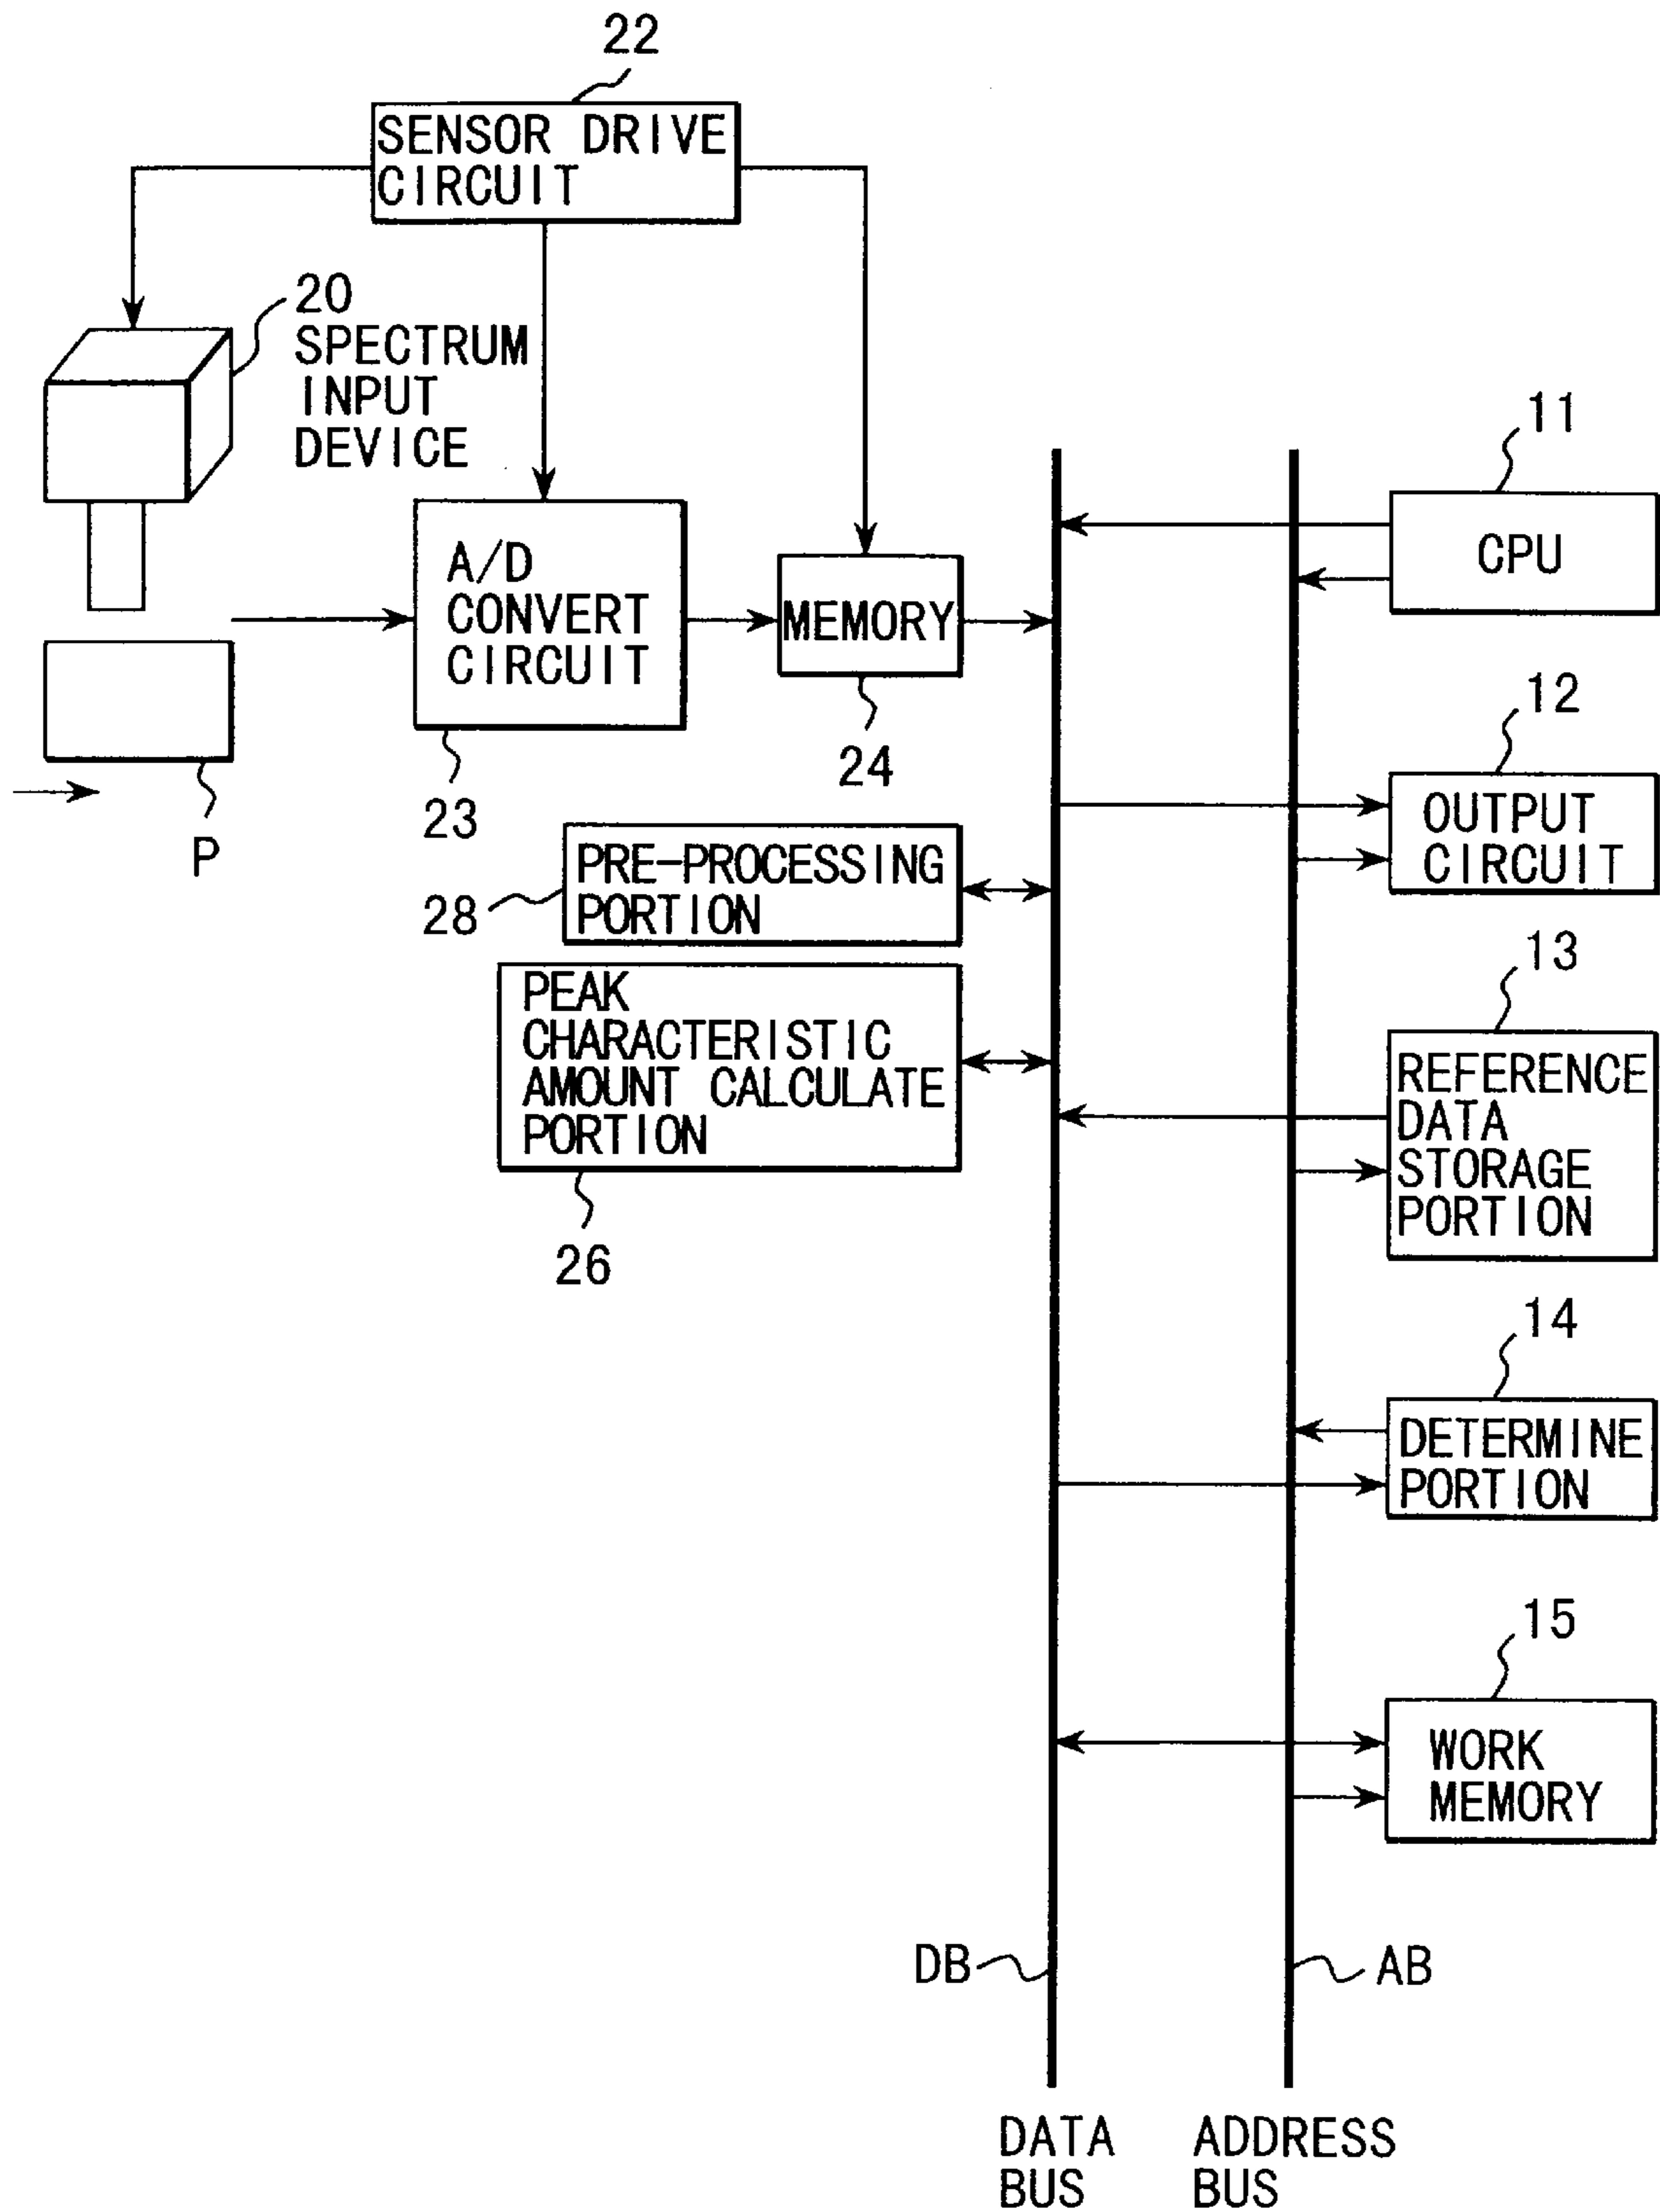 22
SENSOR DRIVE
CIRCUIT
20
SPECTRUM
INPUT
DEVICE
A/D
CONVERT
CIRCUIT
23
MEMORY
24
P
PRE-PROCESSING
PORTION
28
PEAK
CHARACTERISTIC
AMOUNT CALCULATE
PORTION
26
11
CPU
12
OUTPUT
CIRCUIT
13
REFERENCE
DATA
STORAGE
PORTION
14
DETERMINE
PORTION
15
WORK
MEMORY
DB
AB
DATA
BUS
ADDRESS
BUS